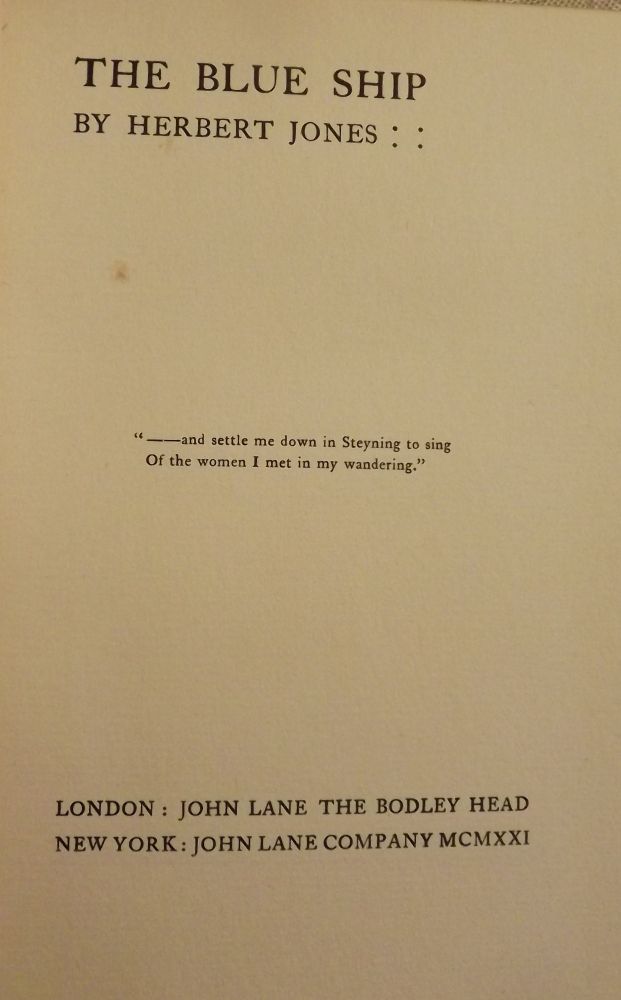 THE BLUE SHIP
BY HERBERT JONES : :
“——and settle me down in Steyning to sing
Of the women I met in my wandering.”
LONDON : JOHN LANE THE BODLEY HEAD
NEW YORK : JOHN LANE COMPANY MCMXXI